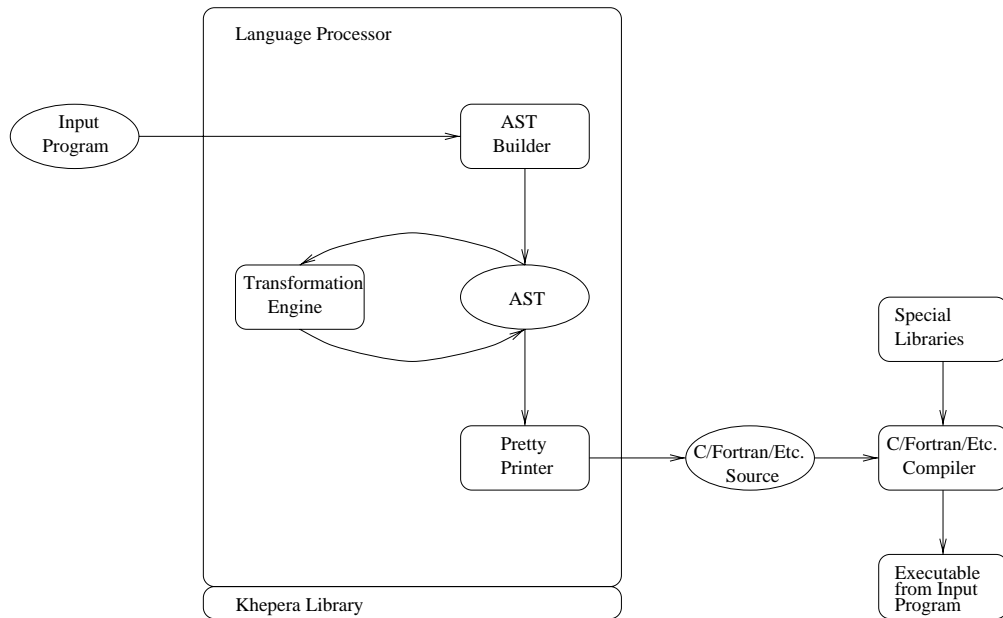 Language Processor
Input
Program
AST
Builder
Transformation
Engine
AST
Special
Libraries
Pretty
Printer
C/Fortran/Etc.
Source
C/Fortran/Etc.
Compiler
Executable
from Input
Program
Khepera Library